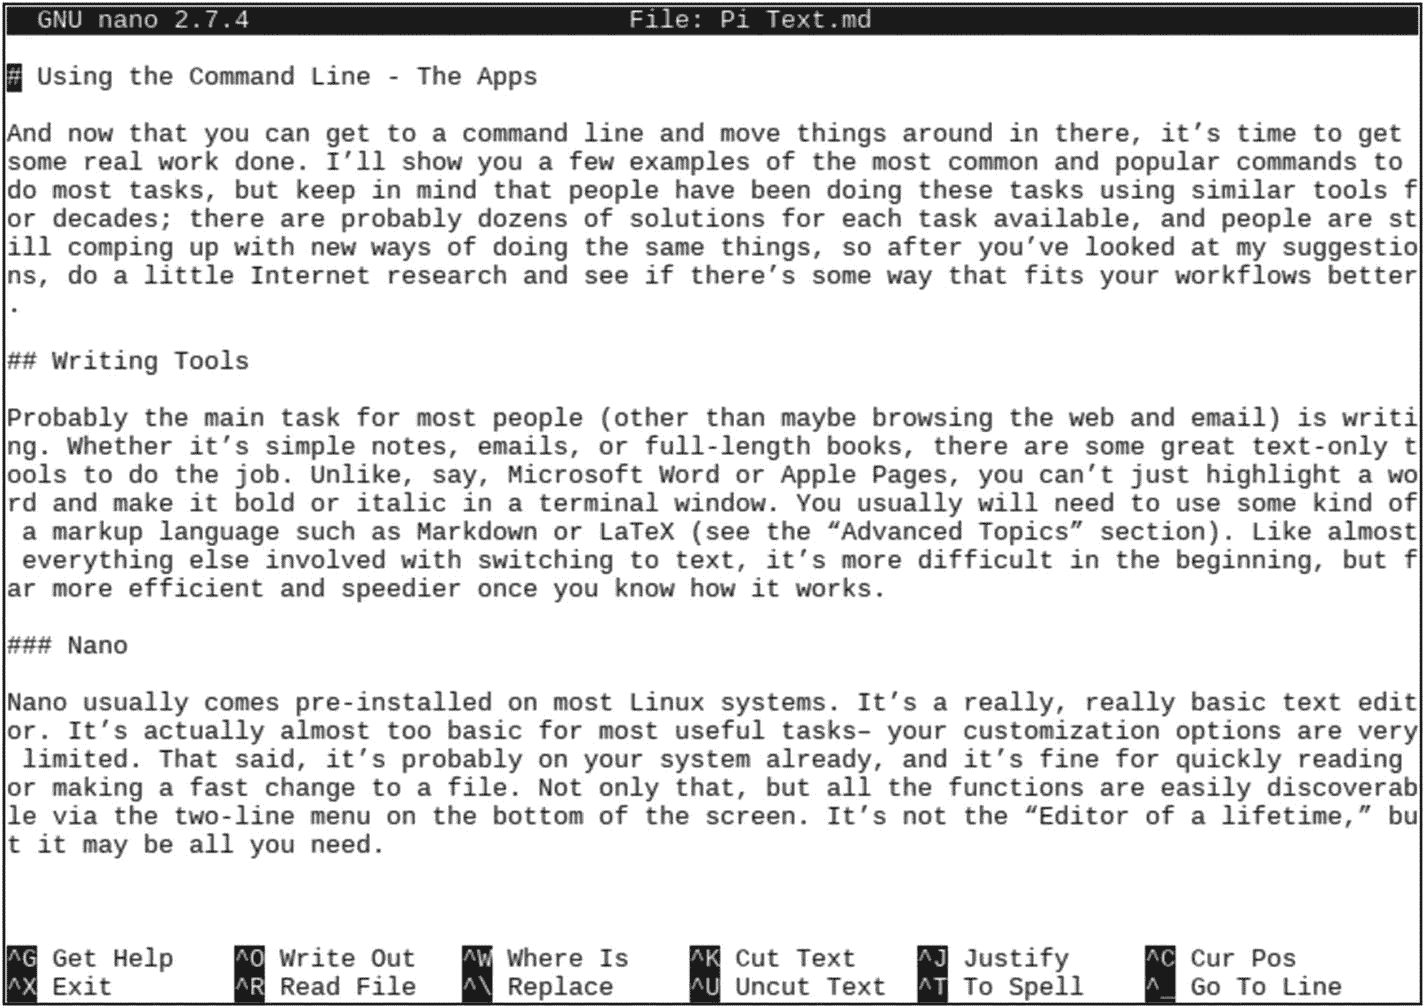 GNU nano 2.7.4 File: Pi Text.md
# Using the Command Line - The Apps
And now that you can get to a command line and move things around in there, it’s time to get
some real work done. I’ll show you a few examples of the most common and popular commands to
do most tasks, but keep in mind that people have been doing these tasks using similar tools f
or decades; there are probably dozens of solutions for each task available, and people are st
ill comping up with new ways of doing the same things, so after you’ve looked at my suggestio
ns, do a little Internet research and see if there’s some way that fits your workflows better
.
## Writing Tools
Probably the main task for most people (other than maybe browsing the web and email) is writi
ng. Whether it’s simple notes, emails, or full-length books, there are some great text-only t
ools to do the job. Unlike, say, Microsoft Word or Apple Pages, you can’t just highlight a wo
rd and make it bold or italic in a terminal window. You usually will need to use some kind of
a markup language such as Markdown or LaTeX (see the “Advanced Topics” section). Like almost
everything else involved with switching to text, it’s more difficult in the beginning, but f
ar more efficient and speedier once you know how it works.
### Nano
Nano usually comes pre-installed on most Linux systems. It’s a really, really basic text edit
or. It’s actually almost too basic for most useful tasks– your customization options are very
limited. That said, it’s probably on your system already, and it’s fine for quickly reading
or making a fast change to a file. Not only that, but all the functions are easily discoverab
le via the two-line menu on the bottom of the screen. It’s not the “Editor of a lifetime,” bu
t it may be all you need.
^G Get Help ^O Write Out ^W Where Is ^K Cut Text ^J Justify ^C Cur Pos
^X Exit ^R Read File ^\ Replace ^U Uncut Text ^T To Spell ^_ Go To Line